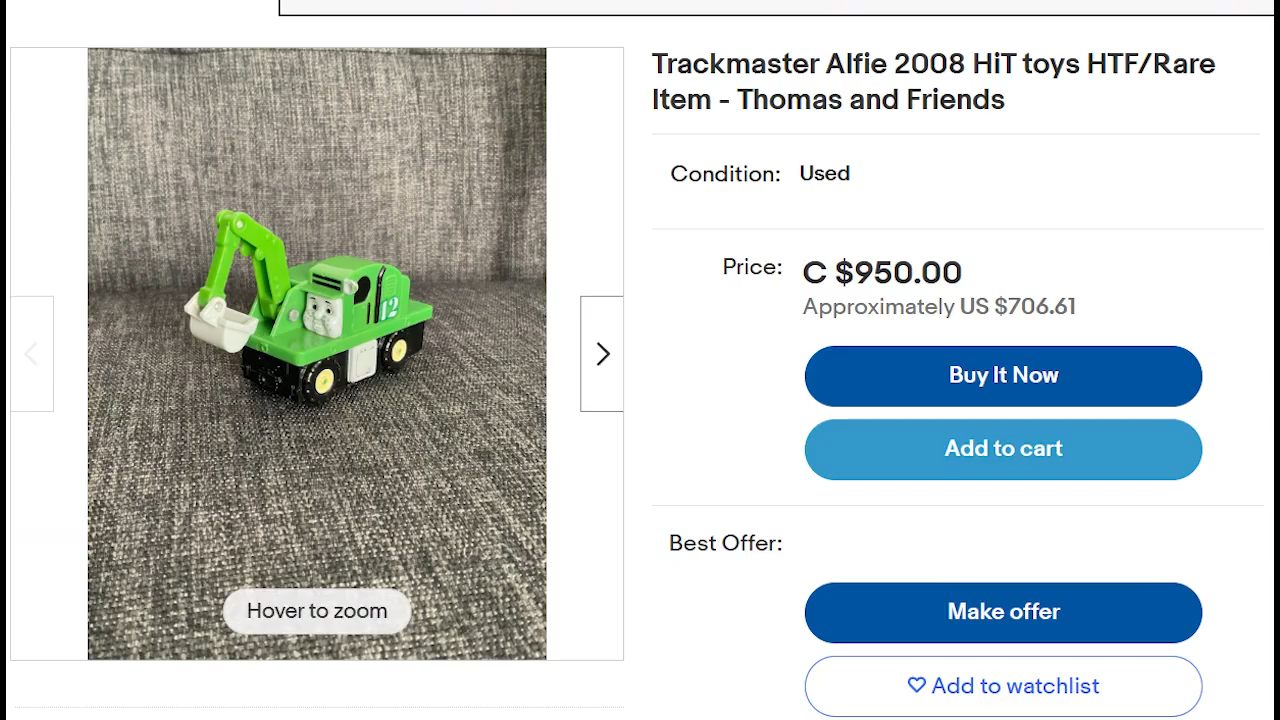 Trackmaster Alfie 2008 HiT toys HTF/Rare
Item - Thomas and Friends
Condition: Used
Price: C $950.00
Approximately US $706.61
Buy It Now
Add to cart
Best Offer:
Make offer
Add to watchlist
12
Hover to zoom